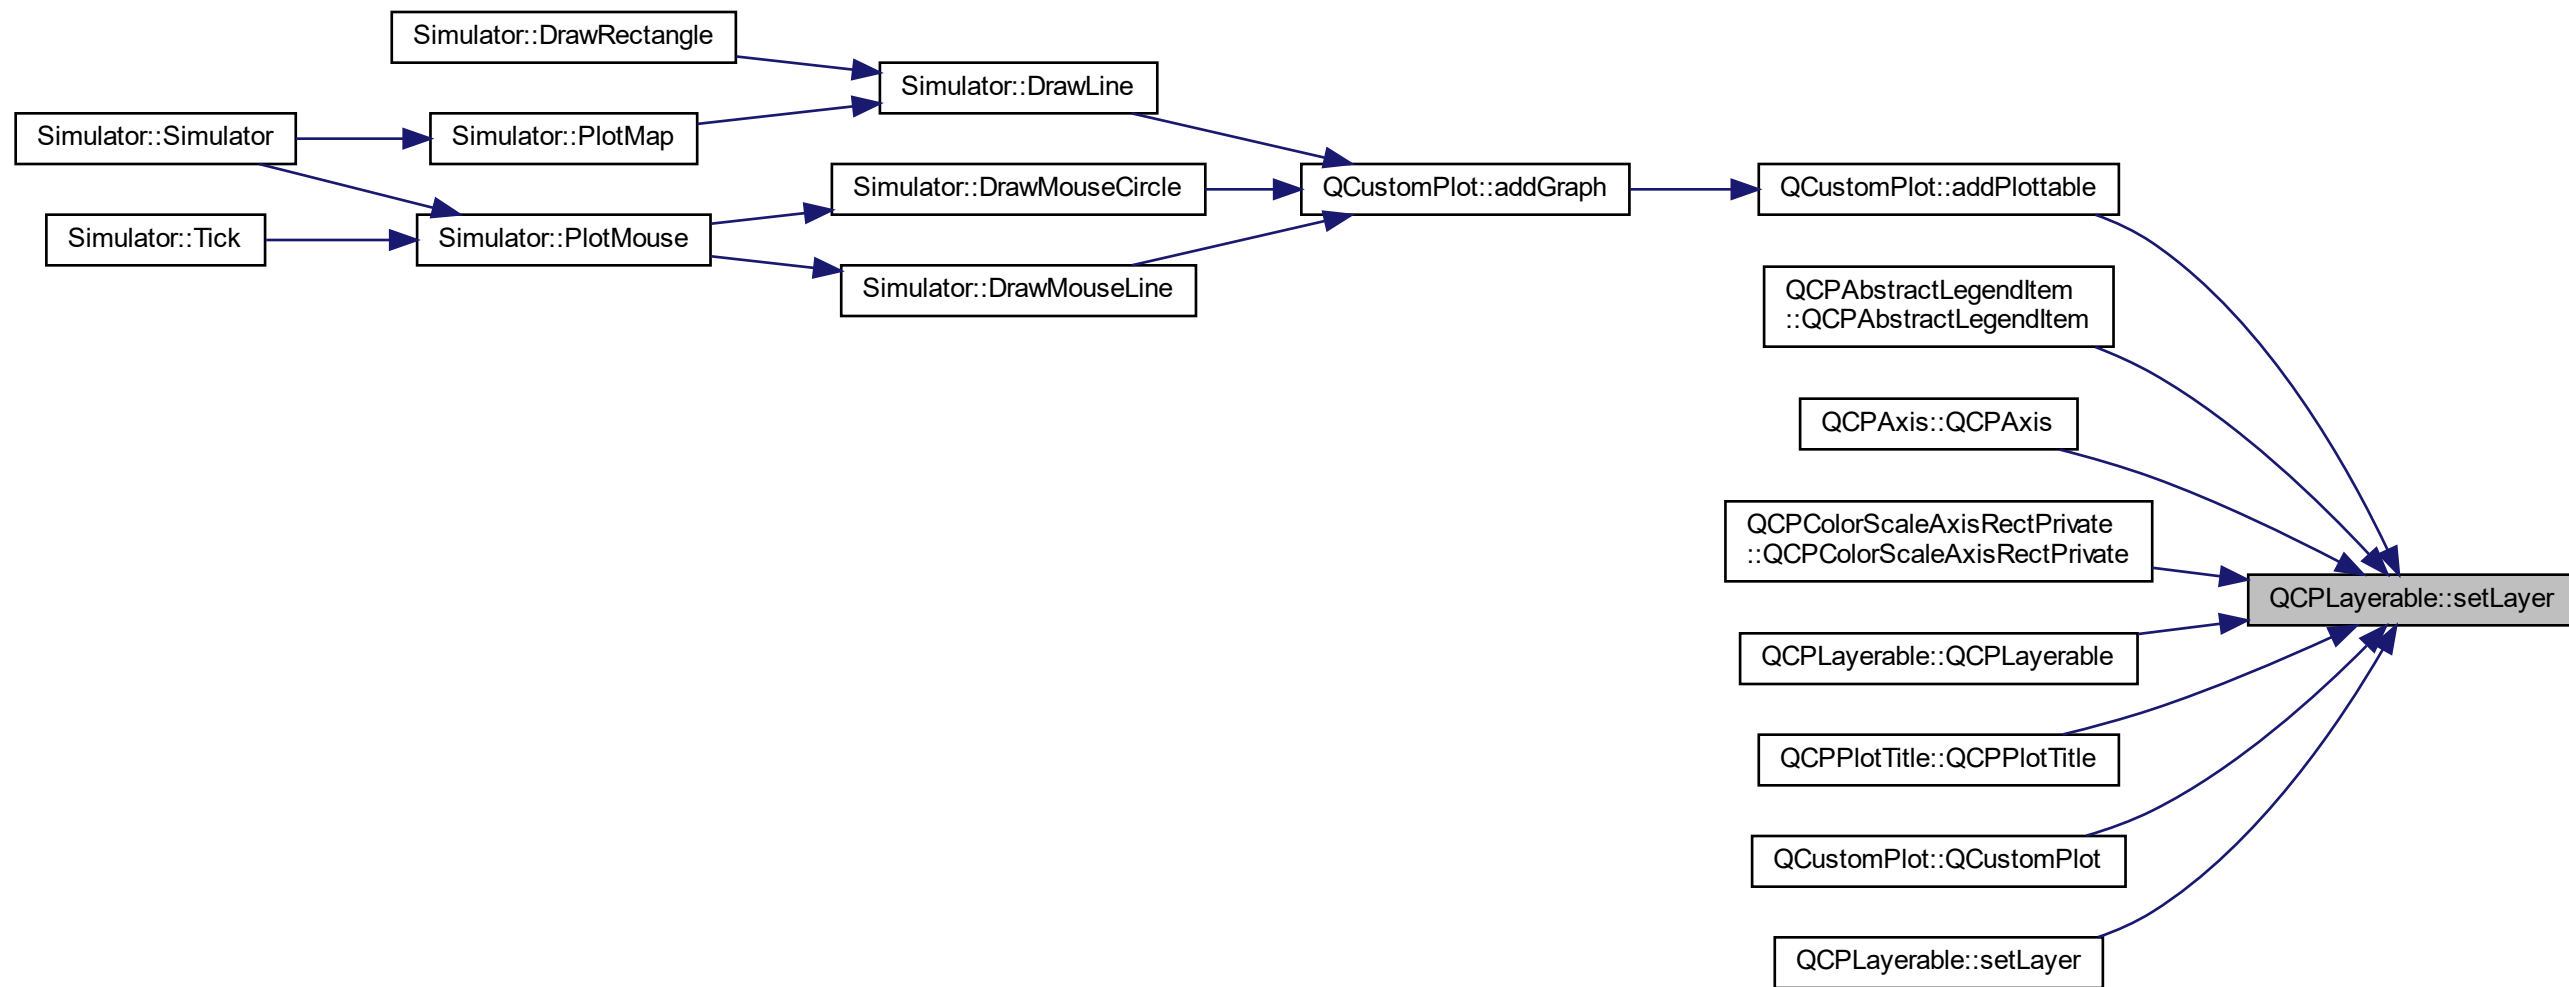 Simulator::DrawRectangle
Simulator::DrawLine
Simulator::Simulator
Simulator::PlotMap
Simulator::DrawMouseCircle
QCustomPlot::addGraph
QCustomPlot::addPlottable
Simulator::Tick
Simulator::PlotMouse
Simulator::DrawMouseLine
QCPAbstractLegendItem
::QCPAbstractLegendItem
QCPAxis::QCPAxis
QCPColorScaleAxisRectPrivate
::QCPColorScaleAxisRectPrivate
QCPLayerable::setLayer
QCPLayerable::QCPLayerable
QCPPlotTitle::QCPPlotTitle
QCustomPlot::QCustomPlot
QCPLayerable::setLayer